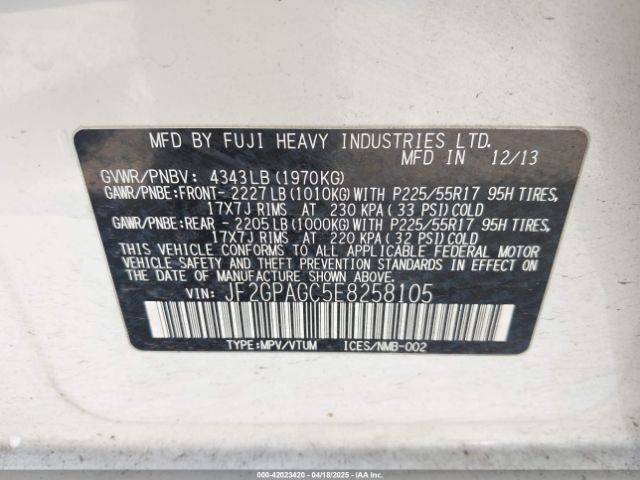 MFD BY FUJI HEAVY INDUSTRIES LTD.
MFD IN 12/13
GVWR/PNBV: 4343LB (1970KG)
GAWR/PNBE:FRONT- 2227LB (1010KG)WITH P225/55R17 95H TIRES,
17X7J RIMS AT 230 KPA (33 PSI)COLD
GAWR/PNBE:REAR - 2205LB (1000KG)WITH P225/55R17 95H TIRES,
17X7J RIMS AT 220 KPA (32 PSI)COLD
THIS VEHICLE CONFORMS TO ALL APPLICABLE FEDERAL MOTOR
VEHICLE SAFETY AND THEFT PREVENTION STANDARDS IN EFFECT
ON THE DATE OF MANUFACTURE SHOWN ABOVE.
VIN: JF2GPAGC5E8258105
TYPE:MPV/VTUM ICES/NMB-002
000-42023420 - 04/18/2025 - IAAI.COM